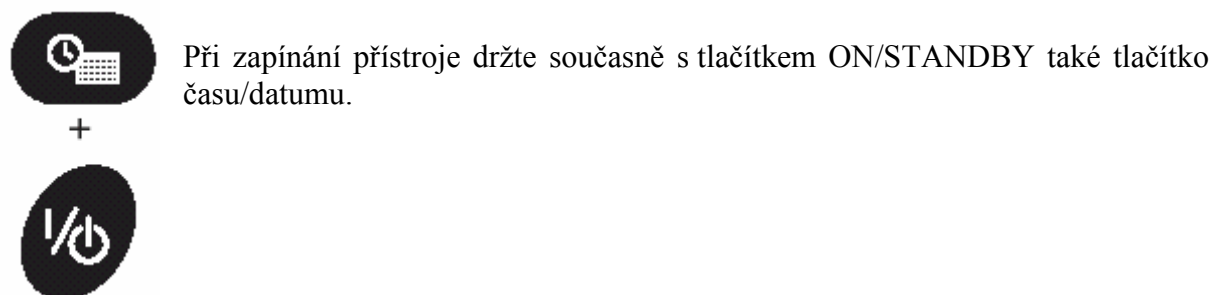 Při zapínání přístroje držte současně s tlačítkem ON/STANDBY také tlačítko
času/datumu.
+